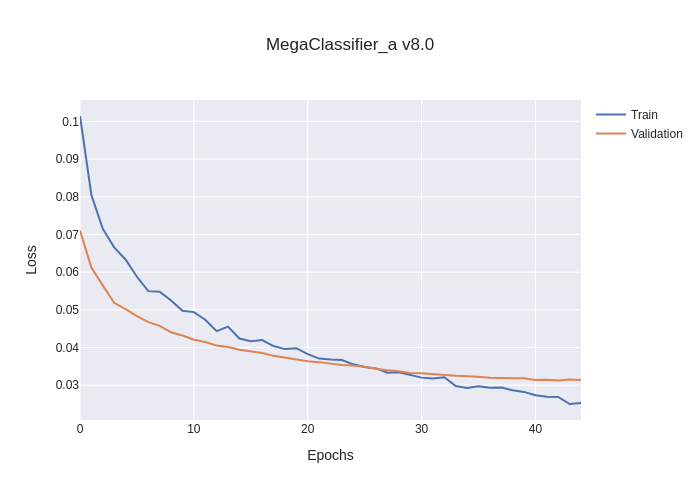 MegaClassifier_a v8.0
Train
Validation
0.1
0.09
0.08
0.07
0.06
0.05
0.04
0.03
Loss
0 10 20 30 40
Epochs